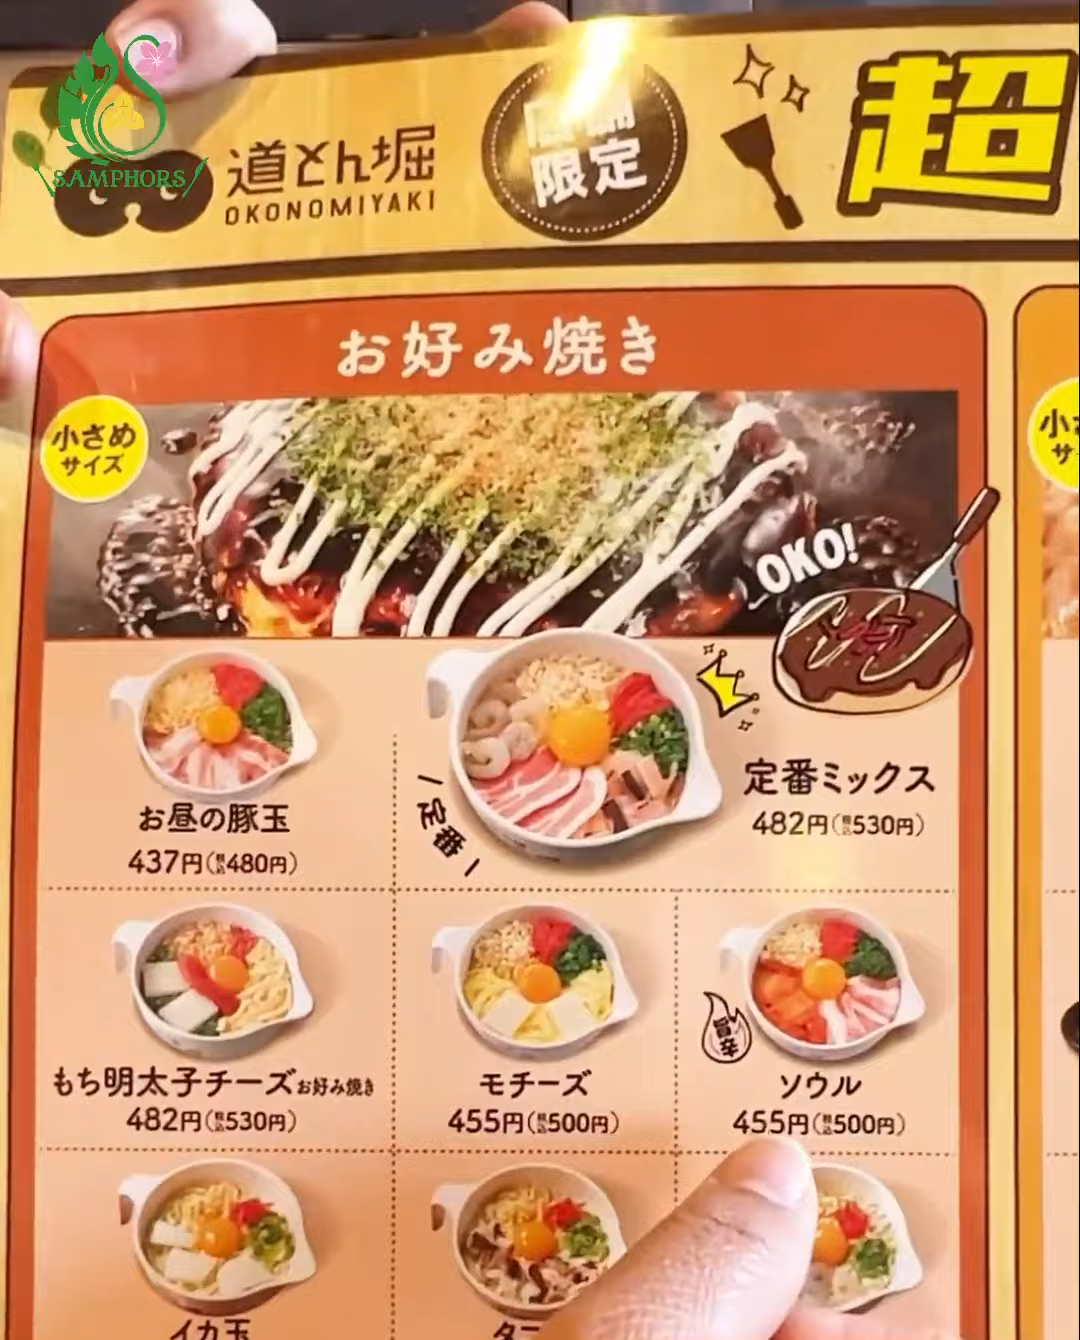 SAMPHORS
道とん堀
OKONOMIYAKI
限定
超
お好み焼き
小さめ
サイズ
OKO!
お昼の豚玉
437円(税込480円)
定番
定番ミックス
482円(税込530円)
もち明太子チーズお好み焼き
482円(税込530円)
モチーズ
455円(税込500円)
旨辛
ソウル
455円(税込500円)
イカ玉